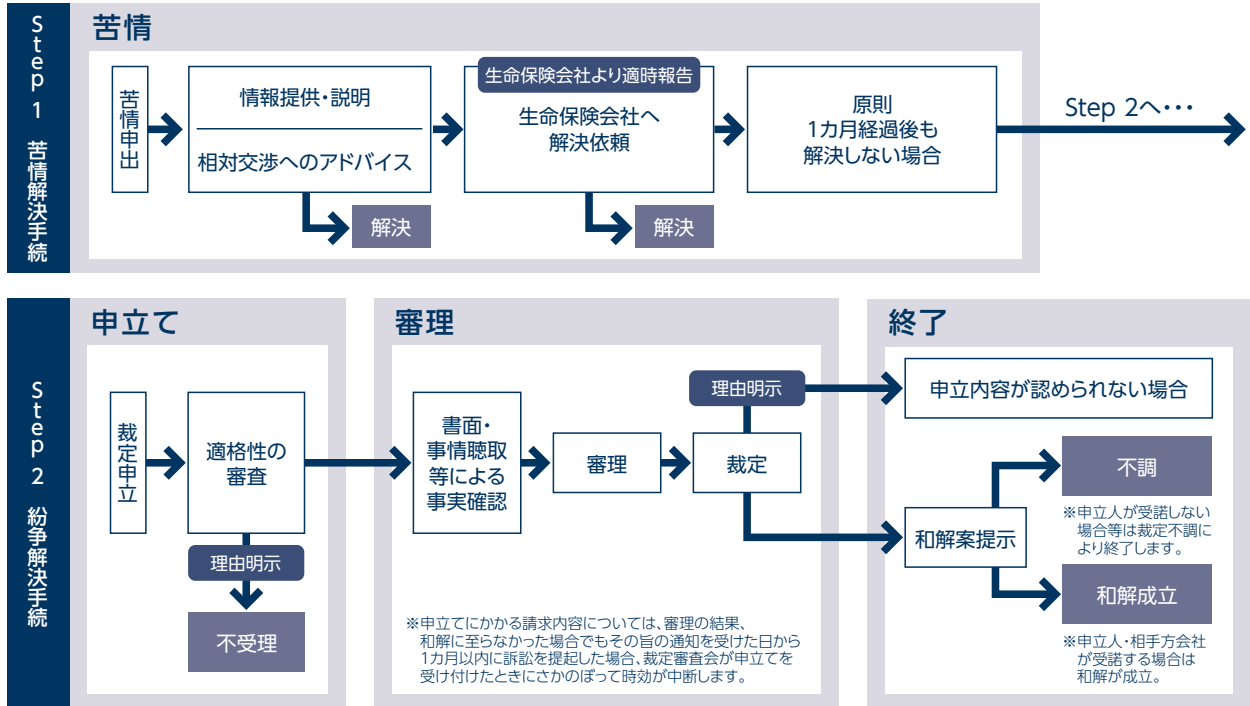 Step 1 苦情解決手続
苦情
苦情申出
情報提供・説明
相対交渉へのアドバイス
解決
生命保険会社より適時報告
生命保険会社へ
解決依頼
解決
原則
1カ月経過後も
解決しない場合
Step 2へ・・・
Step 2 紛争解決手続
申立て
裁定申立
適格性の
審査
理由明示
不受理
審理
書面・
事情聴取
等による
事実確認
審理
裁定
理由明示
※申立てにかかる請求内容については、審理の結果、
和解に至らなかった場合でもその旨の通知を受けた日から
1カ月以内に訴訟を提起した場合、裁定審査会が申立てを
受け付けたときにさかのぼって時効が中断します。
終了
申立内容が認められない場合
和解案提示
不調
※申立人が受諾しない
場合等は裁定不調に
より終了します。
和解成立
※申立人・相手方会社
が受諾する場合は
和解が成立。